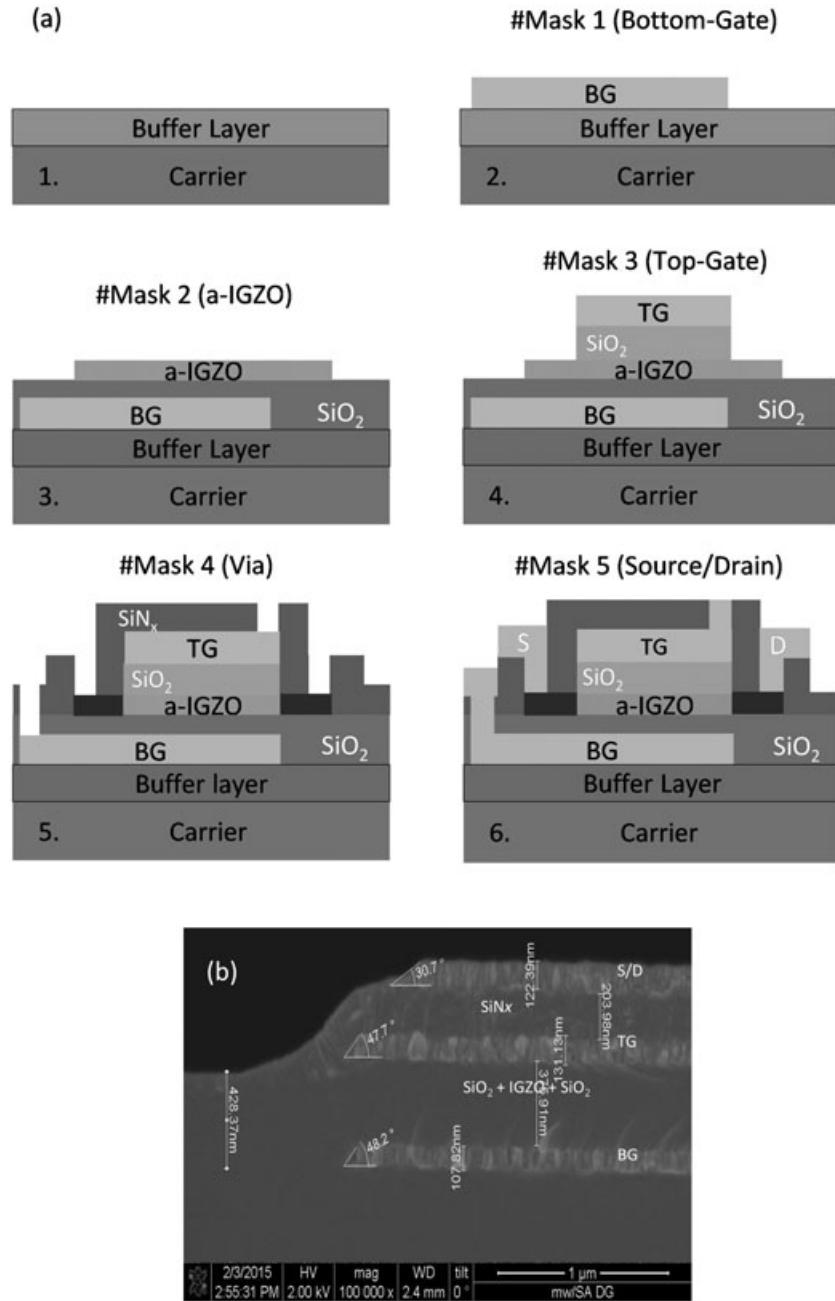 (a)
#Mask 1 (Bottom-Gate)
Buffer Layer
1. Carrier
BG
Buffer Layer
2. Carrier
#Mask 2 (a-IGZO)
a-IGZO
BG SiO₂
Buffer Layer
3. Carrier
#Mask 3 (Top-Gate)
TG
SiO₂
a-IGZO
BG SiO₂
Buffer Layer
4. Carrier
#Mask 4 (Via)
SiNₓ
TG
SiO₂
a-IGZO
BG SiO₂
Buffer layer
5. Carrier
#Mask 5 (Source/Drain)
S TG D
SiO₂
a-IGZO
BG SiO₂
Buffer Layer
6. Carrier
(b)
30.7 °
122.39nm
S/D
SiNx
203.98nm
47.7 °
131.13nm
TG
SiO₂ + IGZO + SiO₂
428.37nm
48.2 °
107.82nm
BG
2/3/2015 HV mag WD tilt 1 µm
2:55:31 PM 2.00 kV 100 000 x 2.4 mm 0 ° mw/SA DG